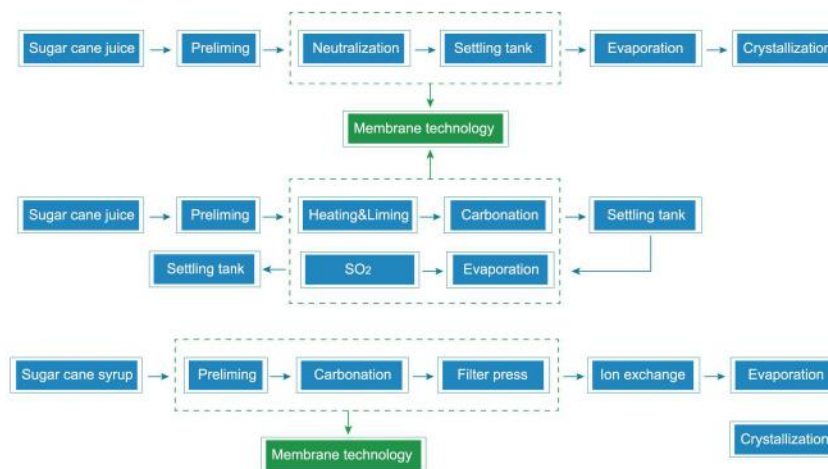 Sugar cane juice
Preliming
Neutralization
Settling tank
Evaporation
Crystallization
Membrane technology
Sugar cane juice
Preliming
Heating&Liming
Carbonation
Settling tank
Settling tank
SO2
Evaporation
Sugar cane syrup
Preliming
Carbonation
Filter press
Ion exchange
Evaporation
Membrane technology
Crystallization